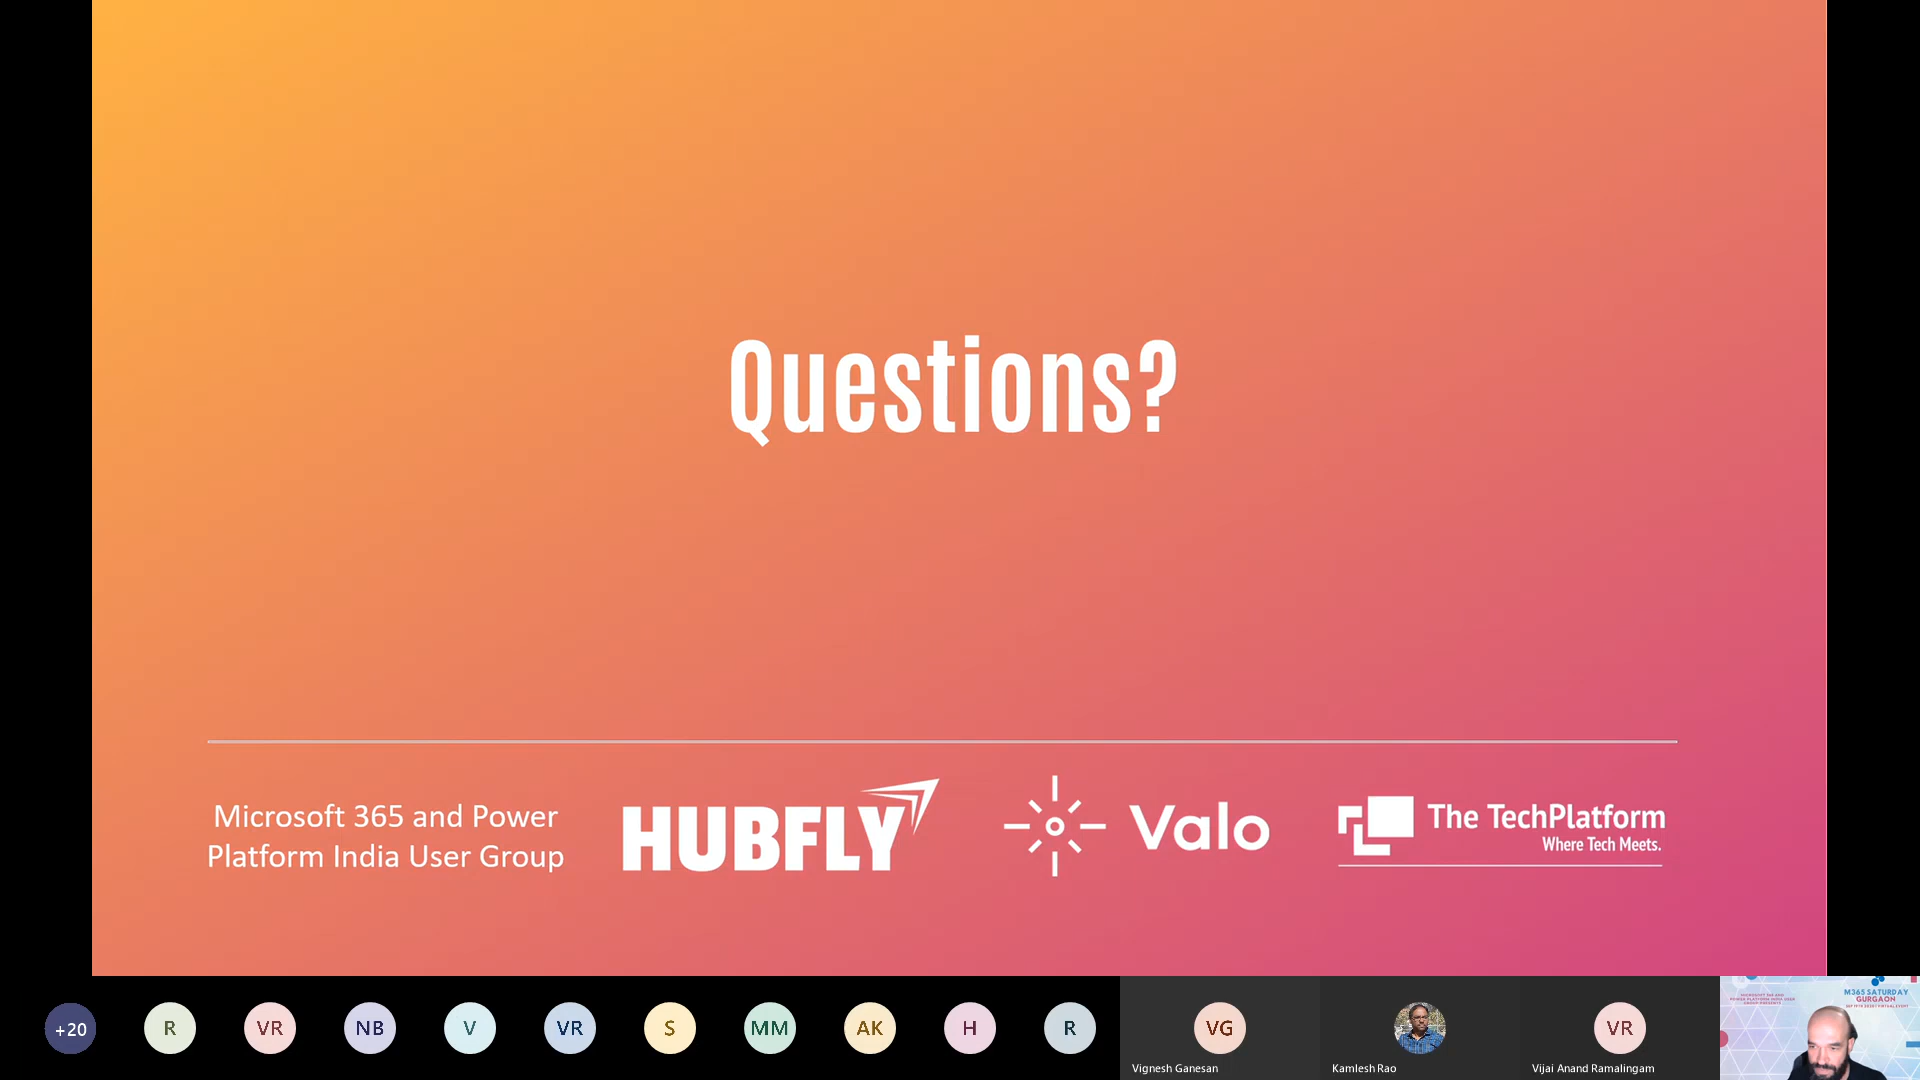 Questions?
Microsoft 365 and Power
Platform India User Group
HUBFLY
Valo
The TechPlatform
Where Tech Meets.
+20
R
VR
NB
V
VR
S
MM
AK
H
R
VG
Vignesh Ganesan
Kamlesh Rao
VR
Vijai Anand Ramalingam
M365 SATURDAY
GURGAON